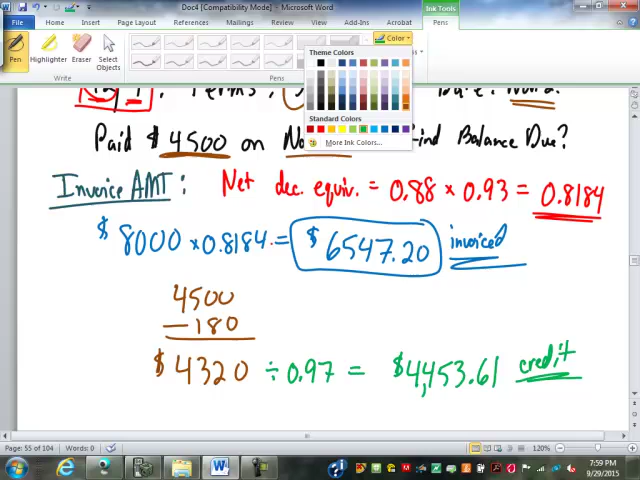 Doc4 [Compatibility Mode] - Microsoft Word
Ink Tools
Home Insert Page Layout References Mailings Review View Add-Ins Acrobat Pens
Pen Highlighter Eraser Select Objects
Color
Write Pens
Theme Colors
Standard Colors
More Ink Colors...
Terms:
Paid $4500 on find Balance Due?
Invoice AMT: Net dec. equiv. = 0.88 × 0.93 = 0.8184
$8000 × 0.8184 = $6547.20 invoiced
4500
- 180
$4320 ÷ 0.97 = $4,453.61 credit
Page: 55 of 104 Words: 0 120%
7:59 PM
9/29/2015